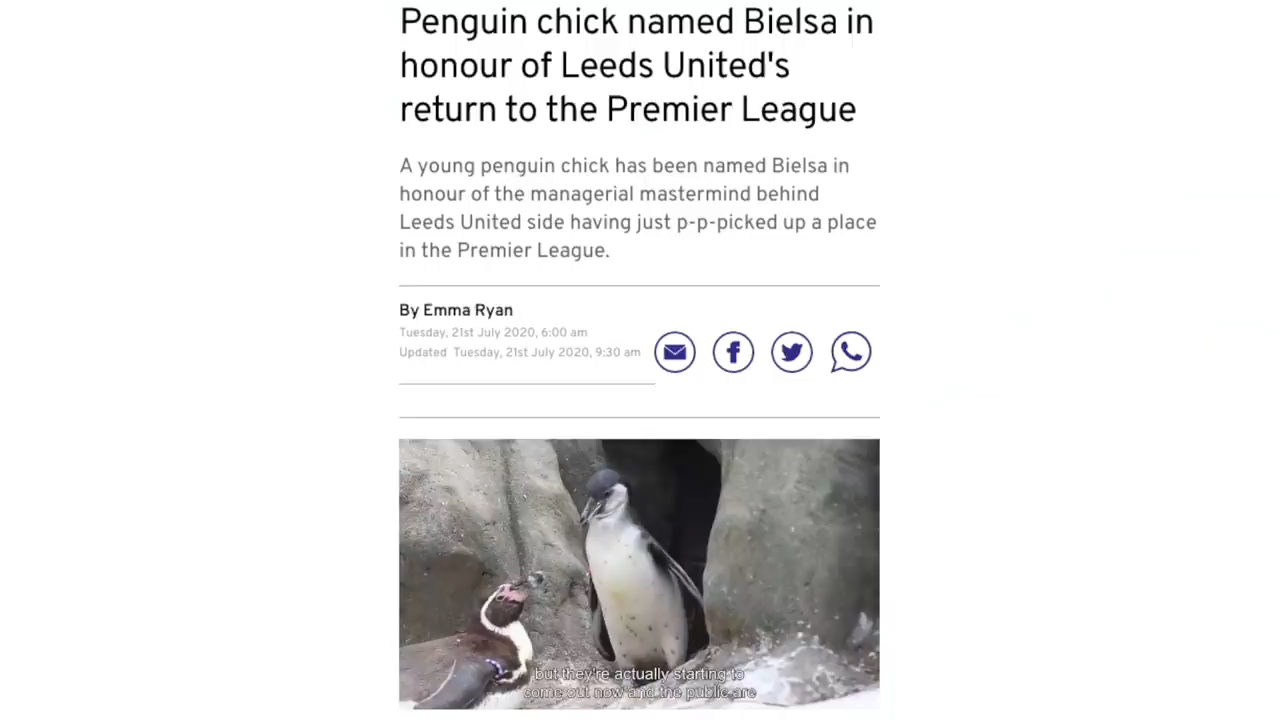 Penguin chick named Bielsa in
honour of Leeds United's
return to the Premier League
A young penguin chick has been named Bielsa in
honour of the managerial mastermind behind
Leeds United side having just p-p-picked up a place
in the Premier League.
By Emma Ryan
Tuesday, 21st July 2020, 6:00 am
Updated Tuesday, 21st July 2020, 9:30 am
but they're actually starting to
come out now and the public are